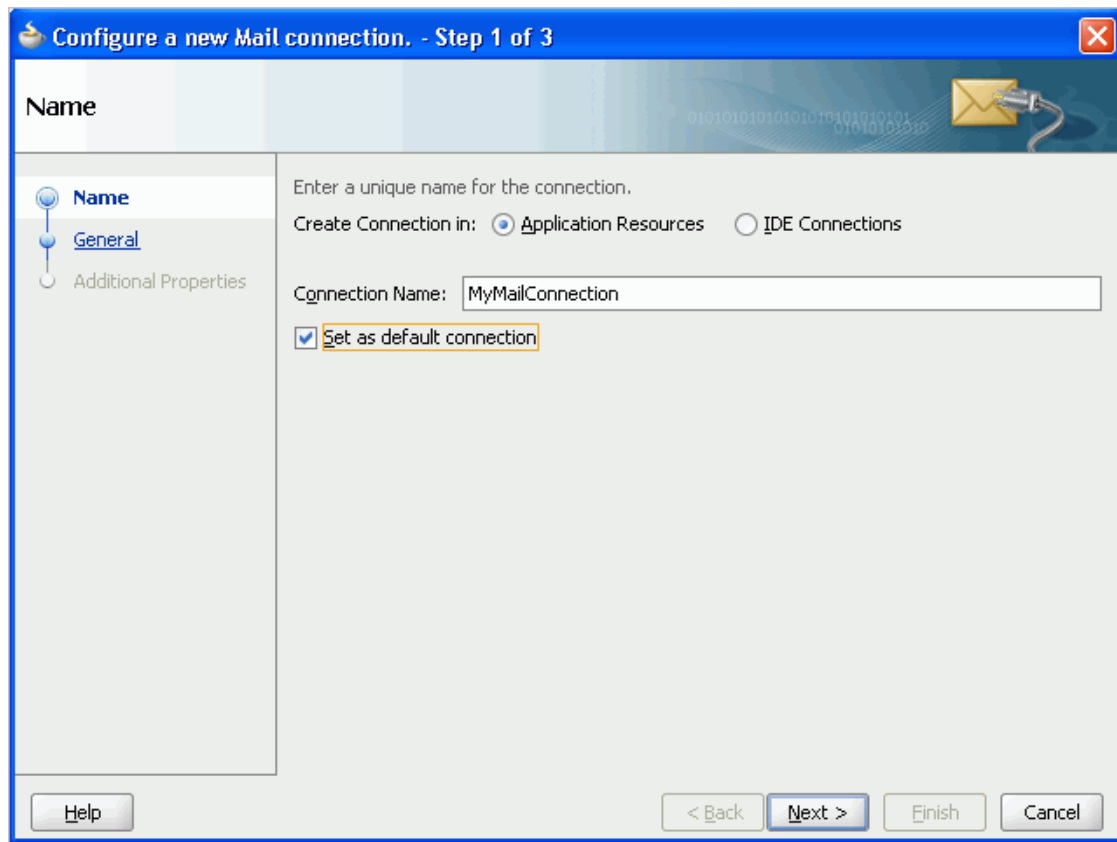 Configure a new Mail connection. - Step 1 of 3
Name
Name
General
Additional Properties
Enter a unique name for the connection.
Create Connection in: Application Resources IDE Connections
Connection Name: MyMailConnection
Set as default connection
Help < Back Next > Finish Cancel